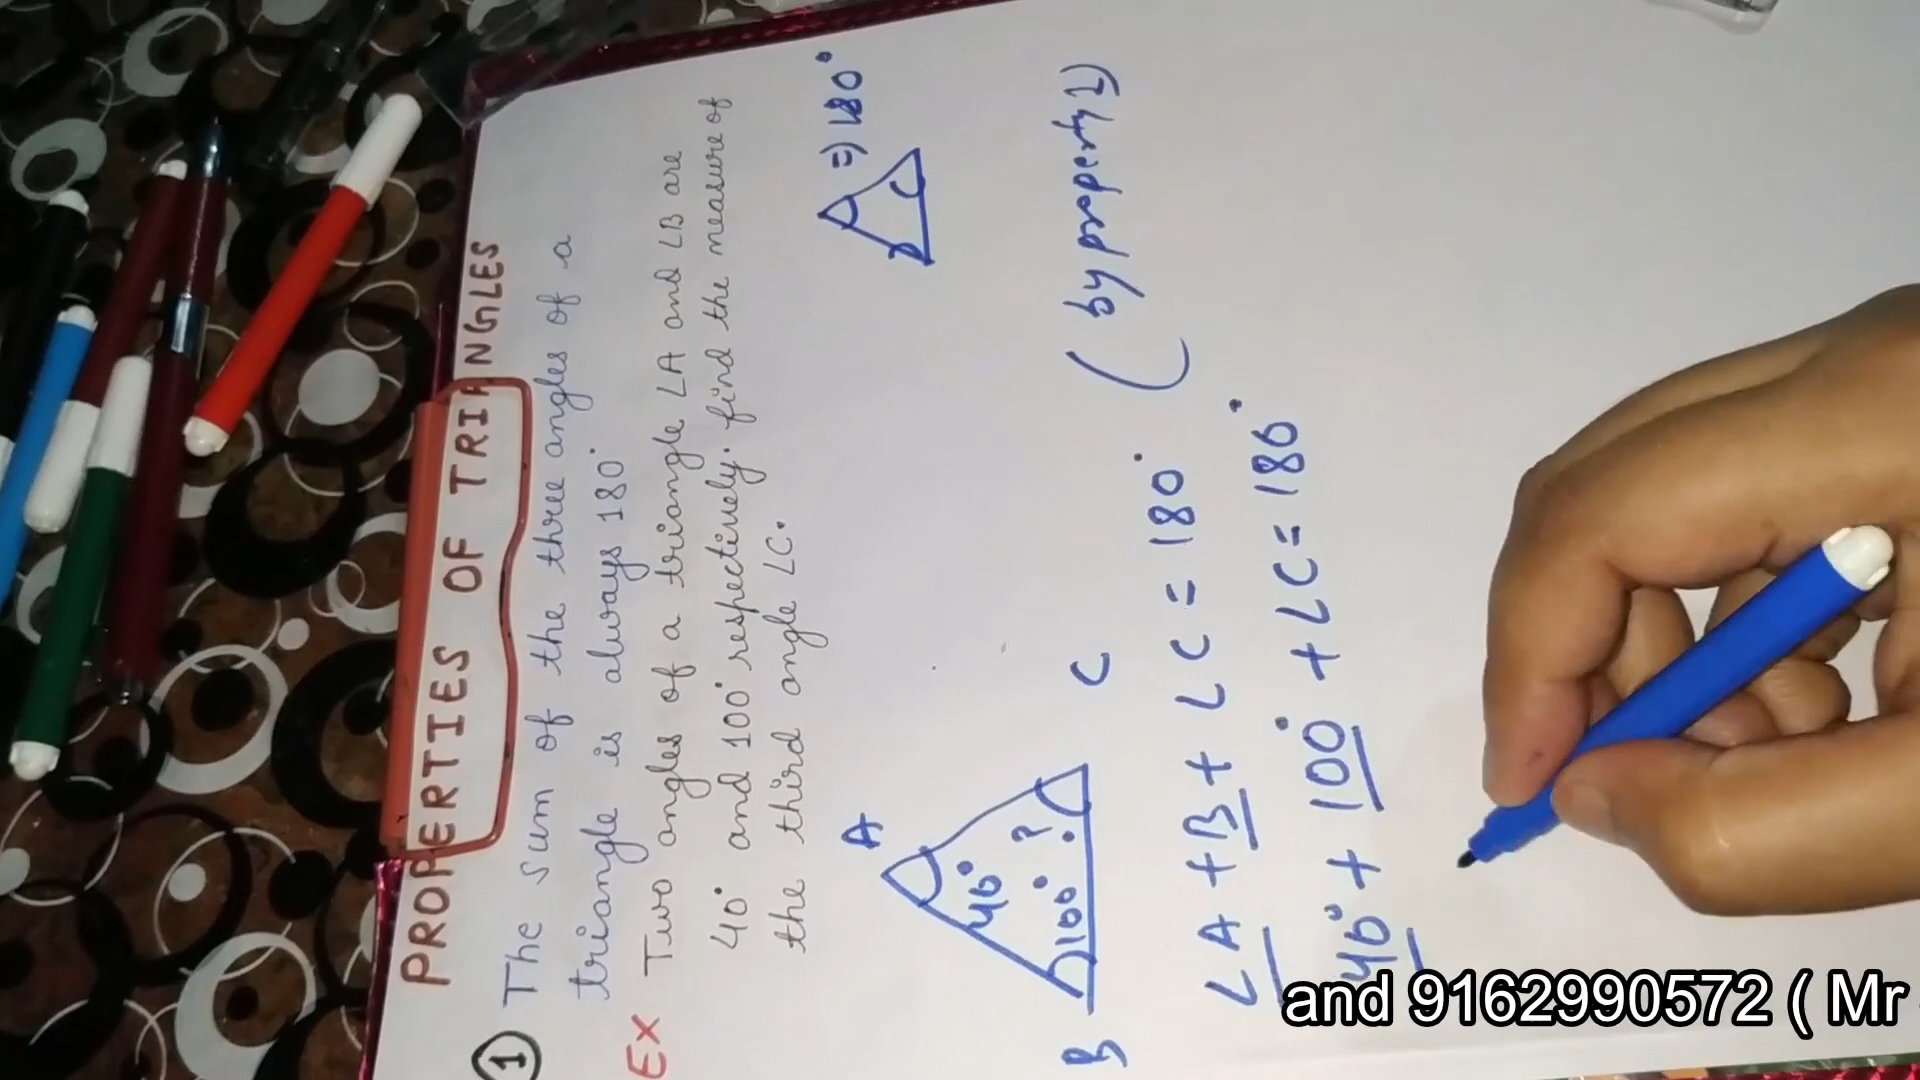 PROPERTIES OF TRIANGLES
1 The sum of the three angles of a
triangle is always 180°
Ex Two angles of a triangle ∠A and ∠B are
40° and 100° respectively. find the measure of
the third angle ∠C.
=) 180°
A
40°
100° ?
B C
∠A + B + ∠C = 180° (by property 1)
40° + 100° + ∠C = 180°
and 9162990572 ( Mr